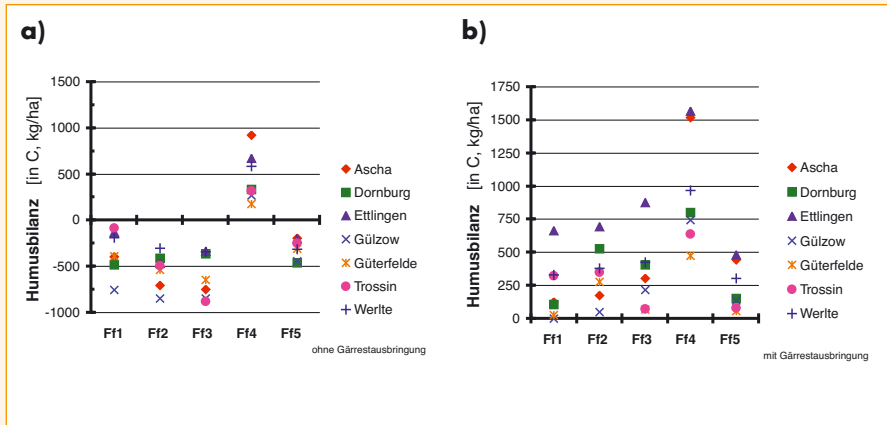 a)
Humusbilanz [in C, kg/ha]
1500
1000
500
0
-500
-1000
Ff1 Ff2 Ff3 Ff4 Ff5
ohne Gärrestausbringung
Ascha
Dornburg
Ettlingen
Gülzow
Güterfelde
Trossin
Werlte
b)
Humusbilanz [in C, kg/ha]
1750
1500
1250
1000
750
500
250
0
Ff1 Ff2 Ff3 Ff4 Ff5
mit Gärrestausbringung
Ascha
Dornburg
Ettlingen
Gülzow
Güterfelde
Trossin
Werlte